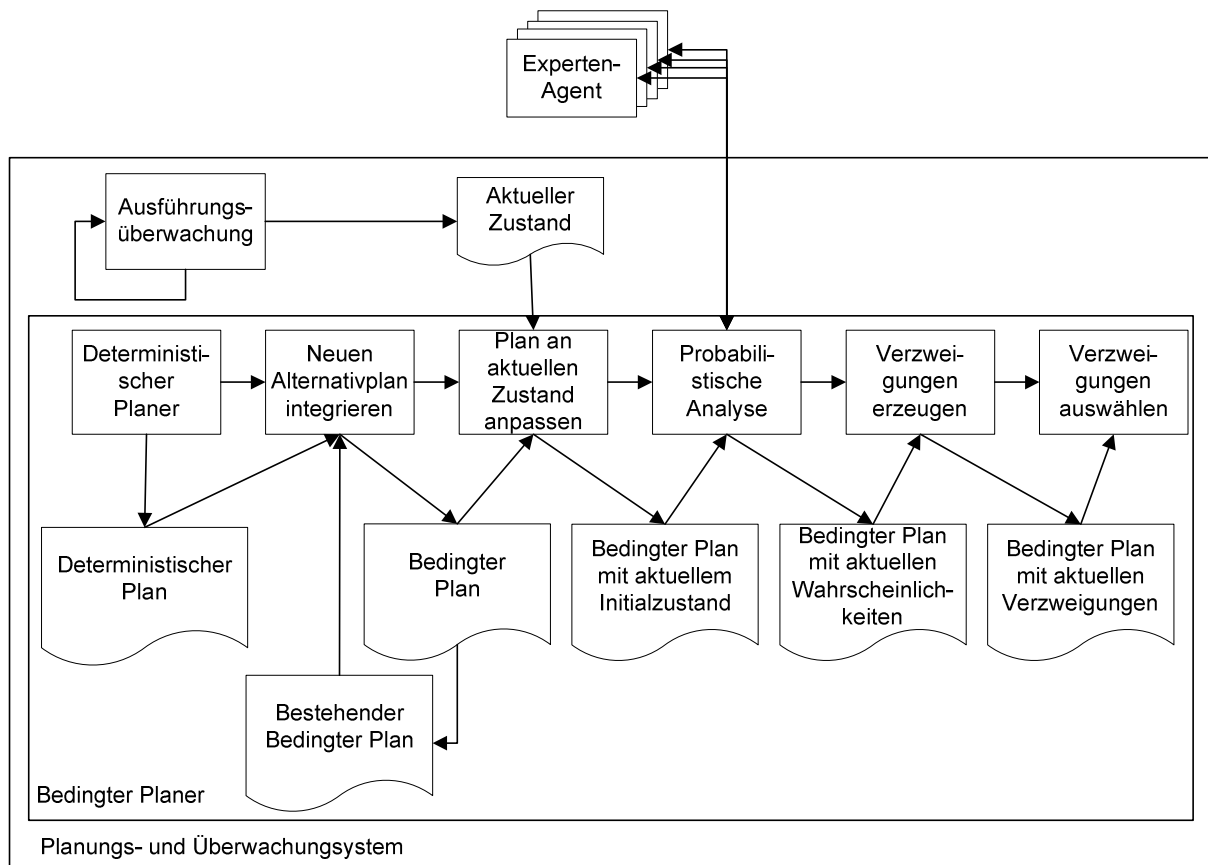 Experten-
Agent
Ausführungs-
überwachung
Aktueller
Zustand
Deterministi-
scher
Planer
Neuen
Alternativplan
integrieren
Plan an
aktuellen
Zustand
anpassen
Probabili-
stische
Analyse
Verzwei-
gungen
erzeugen
Verzwei-
gungen
auswählen
Deterministischer
Plan
Bedingter
Plan
Bedingter Plan
mit aktuellem
Initialzustand
Bedingter Plan
mit aktuellen
Wahrscheinlich-
keiten
Bedingter Plan
mit aktuellen
Verzweigungen
Bestehender
Bedingter Plan
Bedingter Planer
Planungs- und Überwachungsystem